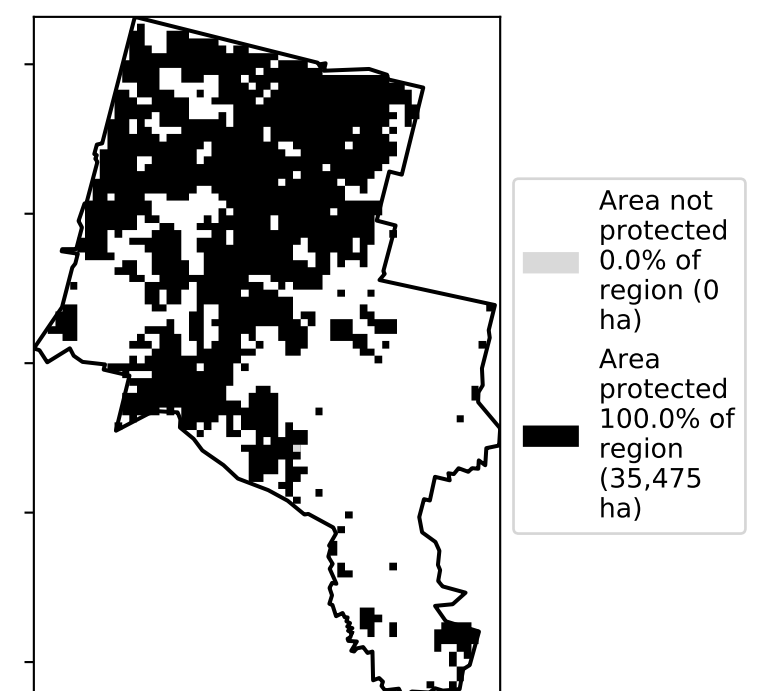 Area not
protected
0.0% of
region (0
ha)
Area
protected
100.0% of
region
(35,475
ha)